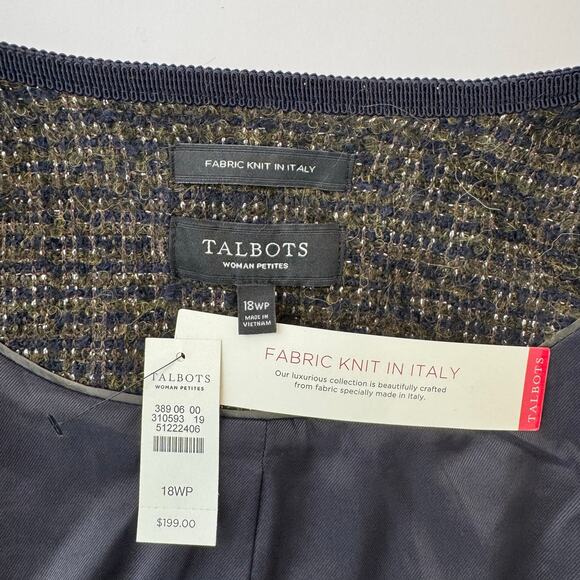 FABRIC KNIT IN ITALY
TALBOTS
WOMAN PETITES
18WP
MADE IN
VIETNAM
FABRIC KNIT IN ITALY
Our luxurious collection is beautifully crafted
from fabric specially made in Italy.
TALBOTS
TALBOTS
WOMAN PETITES
389 06 00
310593 19
51222406
18WP
$199.00